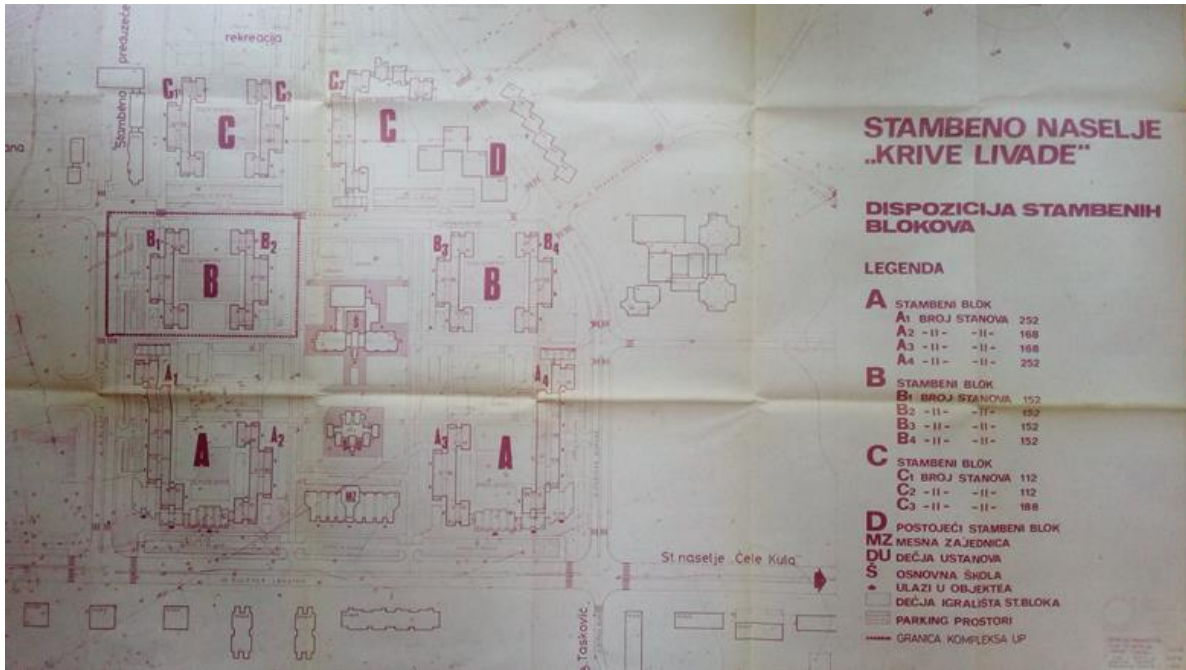 rekreacija
Stambeno preduzeće
ana
C1
C2
C3
C
C
D
B1
B2
B3
B4
B
B
Š
A1
A4
A2
A3
A
A
MZ
St.naselje „Ćele Kula"
Tasković
STAMBENO NASELJE
„KRIVE LIVADE"
DISPOZICIJA STAMBENIH
BLOKOVA
LEGENDA
A STAMBENI BLOK
A1 BROJ STANOVA 252
A2 -II- -II- 168
A3 -II- -II- 168
A4 -II- -II- 252
B STAMBENI BLOK
B1 BROJ STANOVA 152
B2 -II- -II- 152
B3 -II- -II- 152
B4 -II- -II- 152
C STAMBENI BLOK
C1 BROJ STANOVA 112
C2 -II- -II- 112
C3 -II- -II- 188
D POSTOJEĆI STAMBENI BLOK
MZ MESNA ZAJEDNICA
DU DEČJA USTANOVA
Š OSNOVNA ŠKOLA
ULAZI U OBJEKTEA
DEČJA IGRALIŠTA ST.BLOKA
PARKING PROSTORI
GRANICA KOMPLEKSA UP